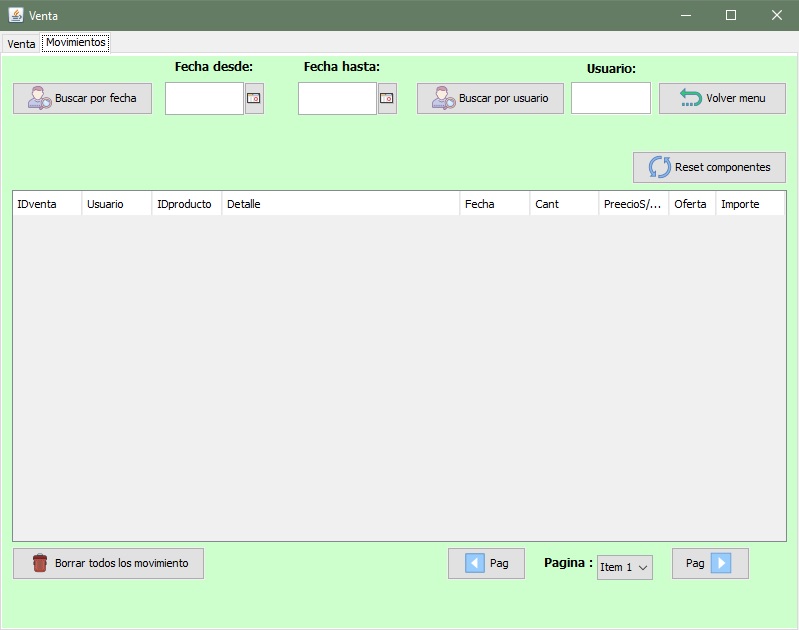 Venta
Venta Movimientos
Fecha desde: Fecha hasta: Usuario:
Buscar por fecha Buscar por usuario Volver menu
Reset componentes
IDventa Usuario IDproducto Detalle Fecha Cant PreecioS/... Oferta Importe
Borrar todos los movimiento Pag Pagina : Item 1 Pag